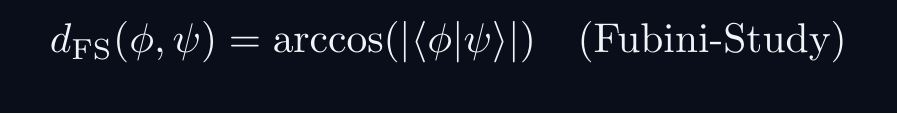 d_FS(ϕ, ψ) = arccos(|⟨ϕ|ψ⟩|) (Fubini-Study)